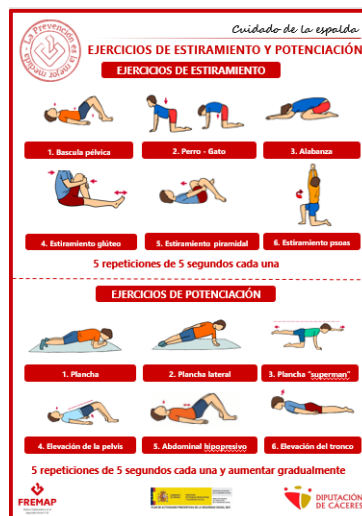 La Prevención es la mejor medida
Cuidado de la espalda
EJERCICIOS DE ESTIRAMIENTO Y POTENCIACIÓN
EJERCICIOS DE ESTIRAMIENTO
1. Bascula pélvica
2. Perro - Gato
3. Alabanza
4. Estiramiento glúteo
5. Estiramiento piramidal
6. Estiramiento psoas
5 repeticiones de 5 segundos cada una
EJERCICIOS DE POTENCIACIÓN
1. Plancha
2. Plancha lateral
3. Plancha "superman"
4. Elevación de la pelvis
5. Abdominal hipopresivo
6. Elevación del tronco
5 repeticiones de 5 segundos cada una y aumentar gradualmente
FREMAP
DIPUTACIÓN
DE CÁCERES